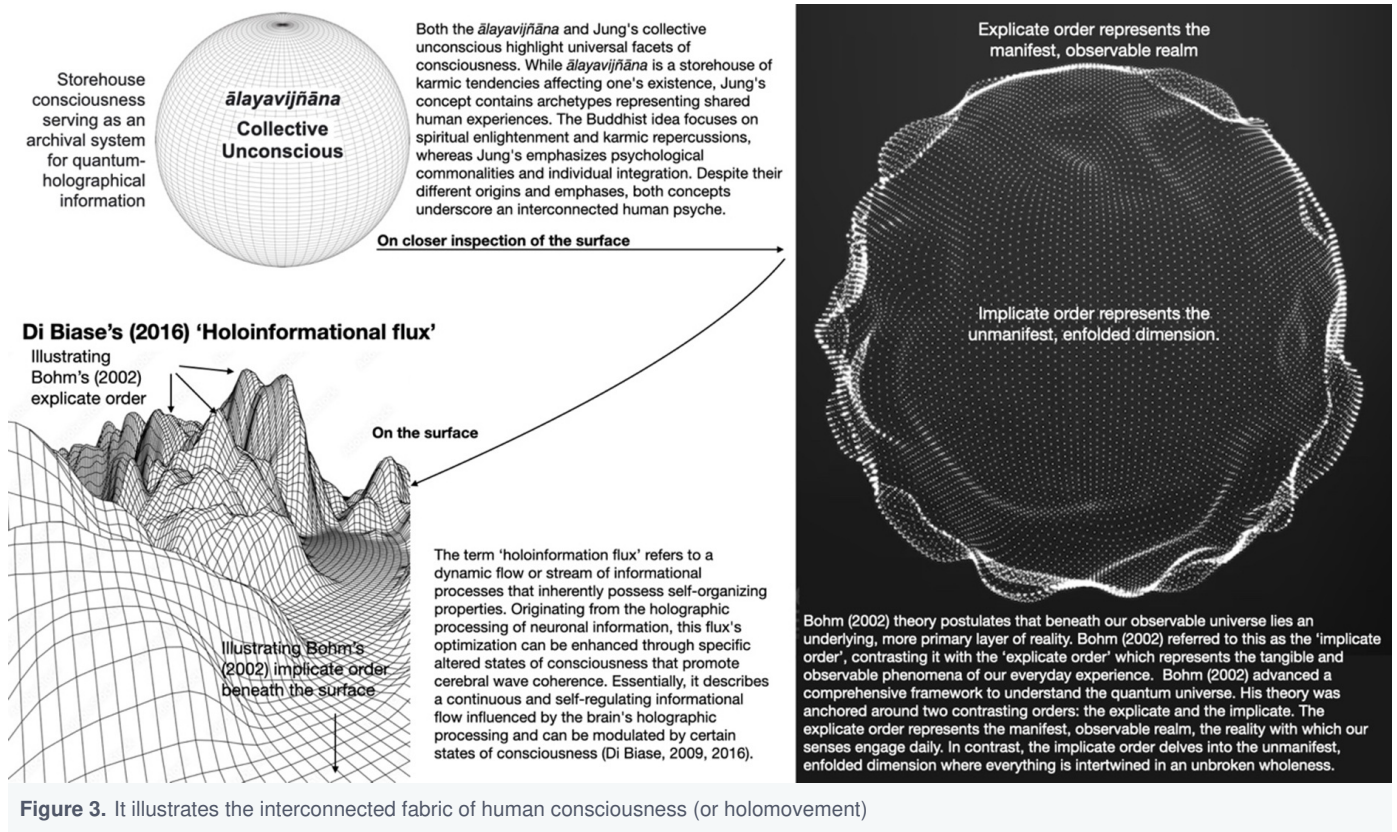 Storehouse
consciousness
serving as an
archival system
for quantum-
holographical
information
ālayavijñāna
Collective
Unconscious
Both the ālayavijñāna and Jung's collective
unconscious highlight universal facets of
consciousness. While ālayavijñāna is a storehouse of
karmic tendencies affecting one's existence, Jung's
concept contains archetypes representing shared
human experiences. The Buddhist idea focuses on
spiritual enlightenment and karmic repercussions,
whereas Jung's emphasizes psychological
commonalities and individual integration. Despite their
different origins and emphases, both concepts
underscore an interconnected human psyche.
On closer inspection of the surface
Explicate order represents the
manifest, observable realm
Implicate order represents the
unmanifest, enfolded dimension.
Di Biase's (2016) ‘Holoinformational flux’
Illustrating
Bohm's (2002)
explicate order
On the surface
Illustrating Bohm's
(2002) implicate order
beneath the surface
The term ‘holoinformation flux’ refers to a
dynamic flow or stream of informational
processes that inherently possess self-organizing
properties. Originating from the holographic
processing of neuronal information, this flux's
optimization can be enhanced through specific
altered states of consciousness that promote
cerebral wave coherence. Essentially, it describes
a continuous and self-regulating informational
flow influenced by the brain's holographic
processing and can be modulated by certain
states of consciousness (Di Biase, 2009, 2016).
Bohm (2002) theory postulates that beneath our observable universe lies an
underlying, more primary layer of reality. Bohm (2002) referred to this as the ‘implicate
order’, contrasting it with the ‘explicate order’ which represents the tangible and
observable phenomena of our everyday experience.  Bohm (2002) advanced a
comprehensive framework to understand the quantum universe. His theory was
anchored around two contrasting orders: the explicate and the implicate. The
explicate order represents the manifest, observable realm, the reality with which our
senses engage daily. In contrast, the implicate order delves into the unmanifest,
enfolded dimension where everything is intertwined in an unbroken wholeness.
Figure 3. It illustrates the interconnected fabric of human consciousness (or holomovement)